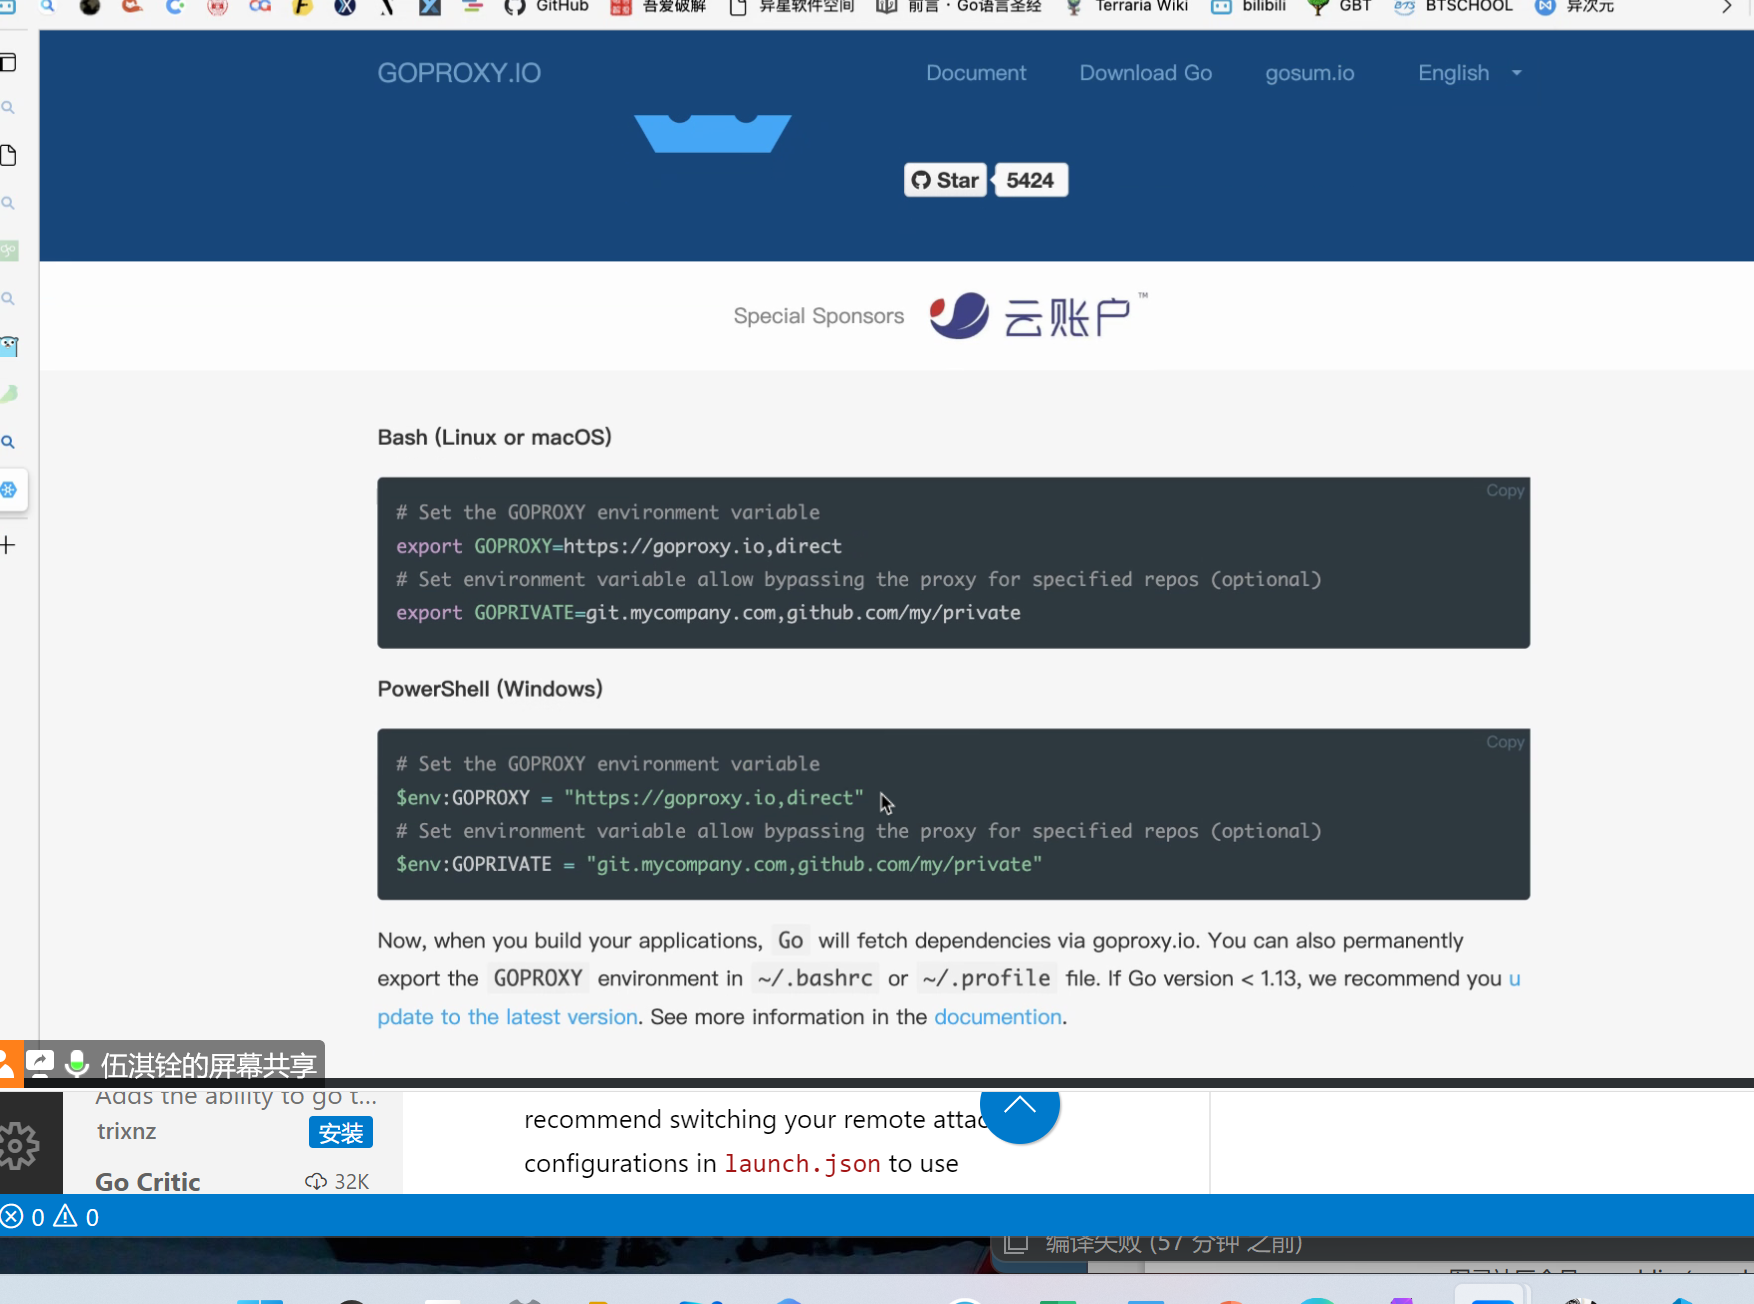 GitHub 吾爱破解 异星软件空间 前言 · Go语言圣经 Terraria Wiki bilibili GBT BTSCHOOL 异次元
GOPROXY.IO Document Download Go gosum.io English
Star 5424
Special Sponsors 云账户 ™
Bash (Linux or macOS)
Copy
# Set the GOPROXY environment variable
export GOPROXY=https://goproxy.io,direct
# Set environment variable allow bypassing the proxy for specified repos (optional)
export GOPRIVATE=git.mycompany.com,github.com/my/private
PowerShell (Windows)
Copy
# Set the GOPROXY environment variable
$env:GOPROXY = "https://goproxy.io,direct"
# Set environment variable allow bypassing the proxy for specified repos (optional)
$env:GOPRIVATE = "git.mycompany.com,github.com/my/private"
Now, when you build your applications, Go will fetch dependencies via goproxy.io. You can also permanently
export the GOPROXY environment in ~/.bashrc or ~/.profile file. If Go version < 1.13, we recommend you u
pdate to the latest version. See more information in the documention.
伍淇铨的屏幕共享
Adds the ability to go t...
trixnz 安装
Go Critic 32K
recommend switching your remote attac
configurations in launch.json to use
0 0
编译失败 (57 分钟 之前)